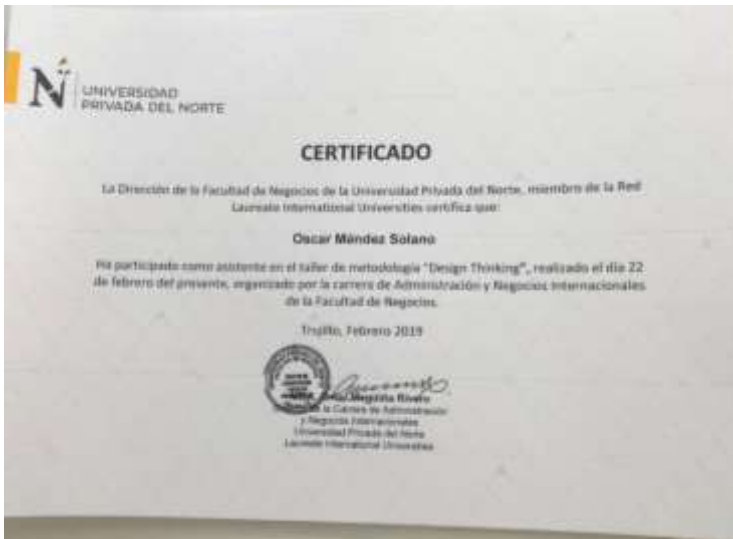 UNIVERSIDAD
PRIVADA DEL NORTE
CERTIFICADO
La Dirección de la Facultad de Negocios de la Universidad Privada del Norte, miembro de la Red
Laureate International Universities certifica que:
Oscar Méndez Solano
Ha participado como asistente en el taller de metodología "Design Thinking", realizado el día 22
de febrero del presente, organizado por la carrera de Administración y Negocios Internacionales
de la Facultad de Negocios.
Trujillo, Febrero 2019
Rivero
de la Carrera de Administración
y Negocios Internacionales
Universidad Privada del Norte
Laureate International Universities